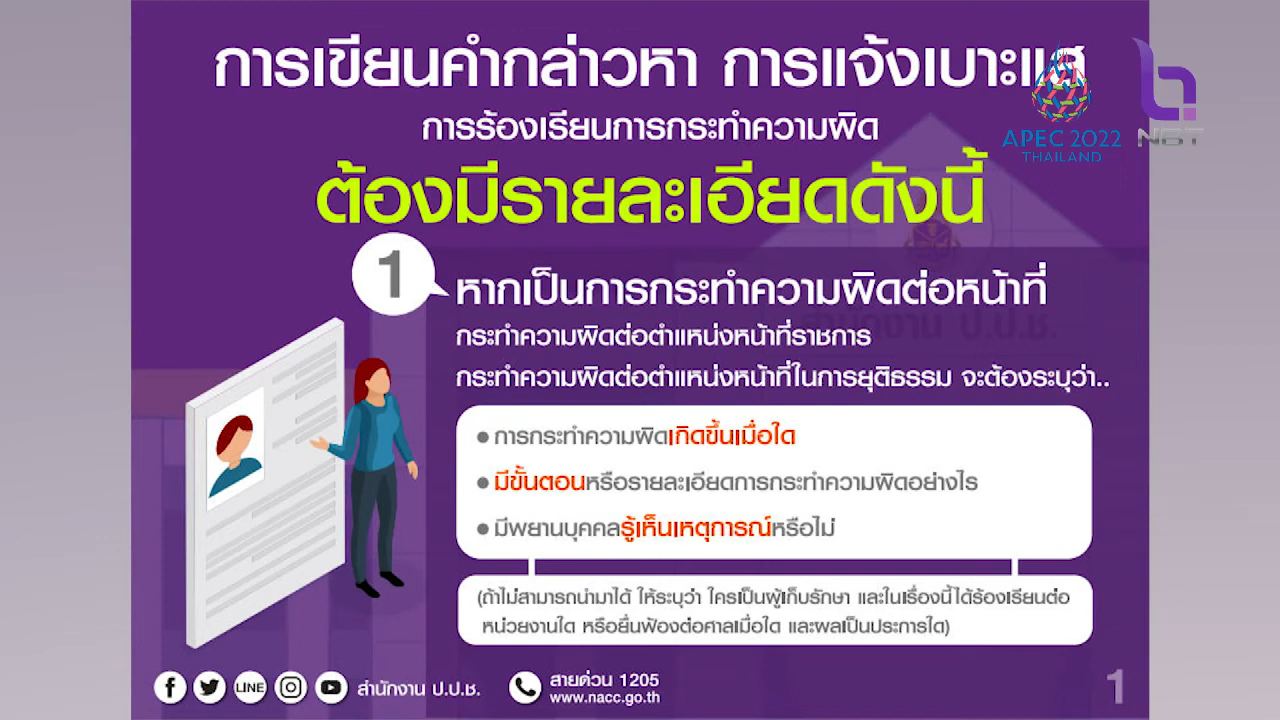 การเขียนคำกล่าวหา การแจ้งเบาะแส
การร้องเรียนการกระทำความผิด
APEC 2022
THAILAND
NBT
ต้องมีรายละเอียดดังนี้
1
หากเป็นการกระทำความผิดต่อหน้าที่
สำนักงาน ป.ป.ช.
กระทำความผิดต่อตำแหน่งหน้าที่ราชการ
กระทำความผิดต่อตำแหน่งหน้าที่ในการยุติธรรม จะต้องระบุว่า..
● การกระทำความผิดเกิดขึ้นเมื่อใด
● มีขั้นตอนหรือรายละเอียดการกระทำความผิดอย่างไร
● มีพยานบุคคลรู้เห็นเหตุการณ์หรือไม่
(ถ้าไม่สามารถนำมาได้ ให้ระบุว่า ใครเป็นผู้เก็บรักษา และในเรื่องนี้ได้ร้องเรียนต่อ
หน่วยงานใด หรือยื่นฟ้องต่อศาลเมื่อใด และผลเป็นประการใด)
LINE สำนักงาน ป.ป.ช. สายด่วน 1205
www.nacc.go.th
1